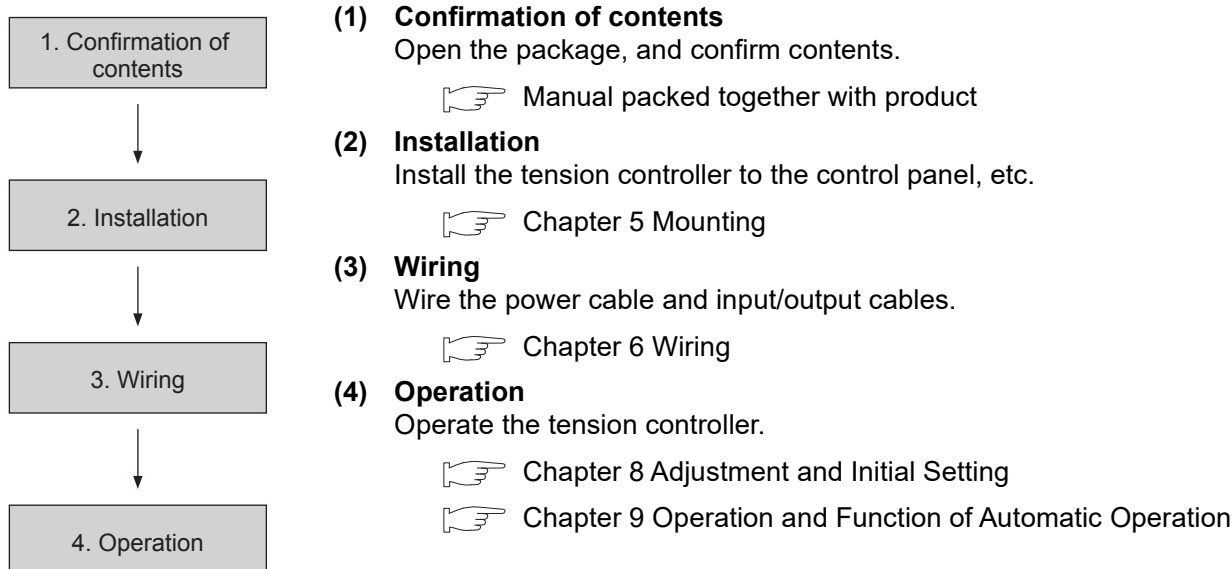 1. Confirmation of
contents
2. Installation
3. Wiring
4. Operation
(1) Confirmation of contents
Open the package, and confirm contents.
Manual packed together with product
(2) Installation
Install the tension controller to the control panel, etc.
Chapter 5 Mounting
(3) Wiring
Wire the power cable and input/output cables.
Chapter 6 Wiring
(4) Operation
Operate the tension controller.
Chapter 8 Adjustment and Initial Setting
Chapter 9 Operation and Function of Automatic Operation